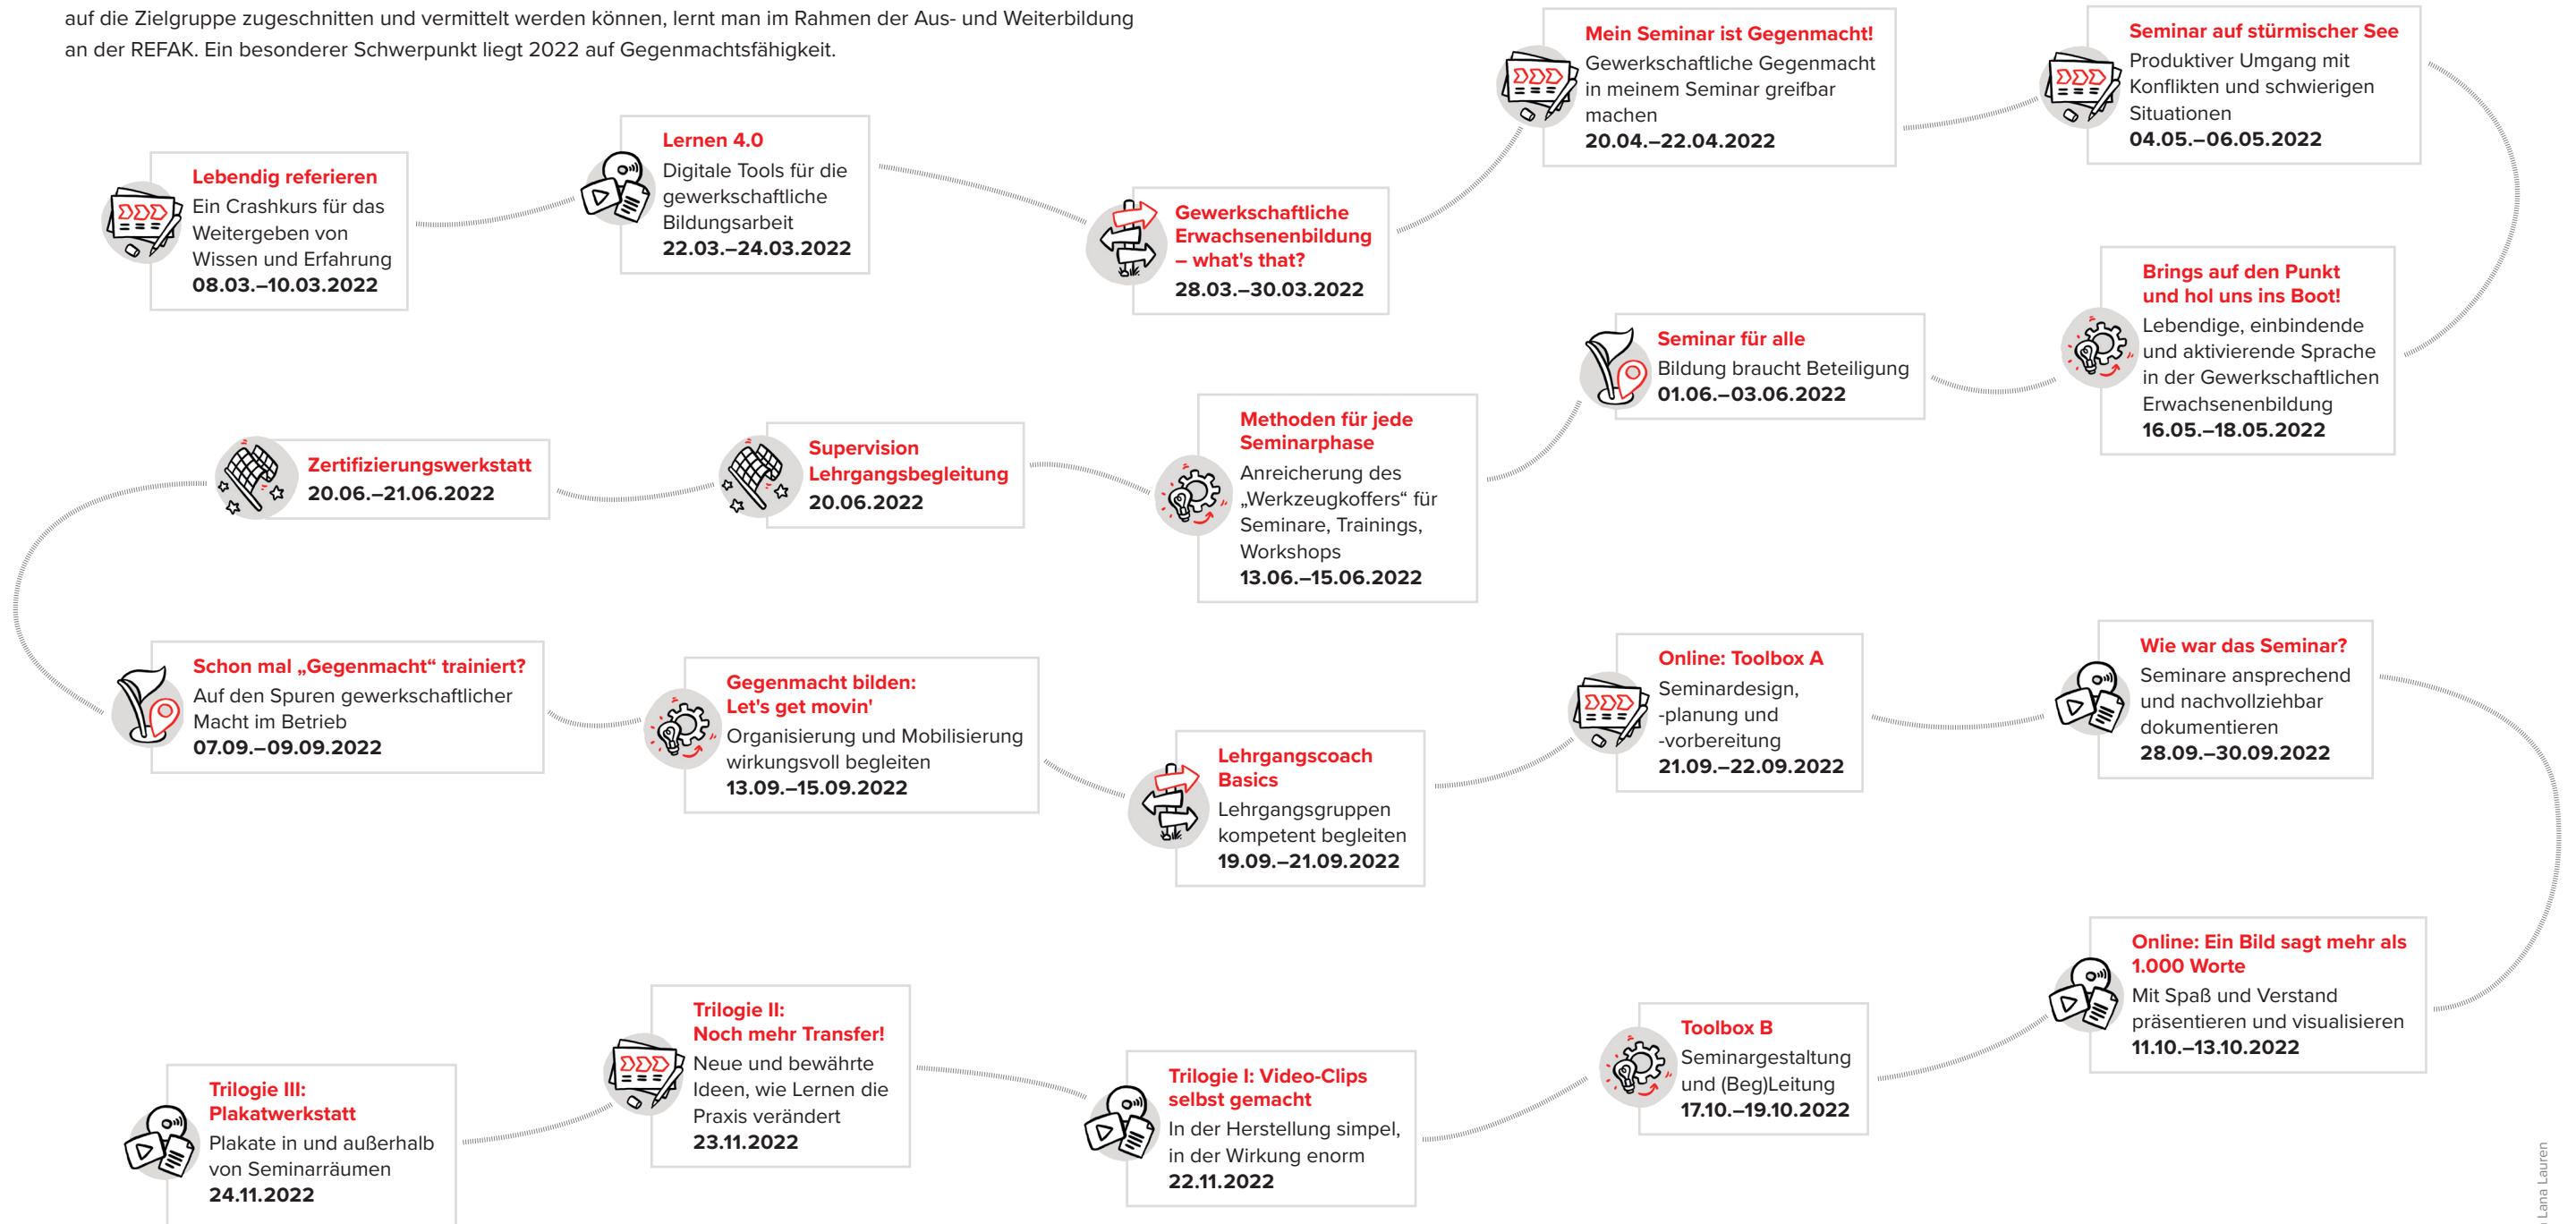 auf die Zielgruppe zugeschnitten und vermittelt werden können, lernt man im Rahmen der Aus- und Weiterbildung
an der REFAK. Ein besonderer Schwerpunkt liegt 2022 auf Gegenmachtsfähigkeit.
Lebendig referieren
Ein Crashkurs für das
Weitergeben von
Wissen und Erfahrung
08.03.–10.03.2022
Lernen 4.0
Digitale Tools für die
gewerkschaftliche
Bildungsarbeit
22.03.–24.03.2022
Gewerkschaftliche
Erwachsenenbildung
– what's that?
28.03.–30.03.2022
Mein Seminar ist Gegenmacht!
Gewerkschaftliche Gegenmacht
in meinem Seminar greifbar
machen
20.04.–22.04.2022
Seminar auf stürmischer See
Produktiver Umgang mit
Konflikten und schwierigen
Situationen
04.05.–06.05.2022
Brings auf den Punkt
und hol uns ins Boot!
Lebendige, einbindende
und aktivierende Sprache
in der Gewerkschaftlichen
Erwachsenenbildung
16.05.–18.05.2022
Seminar für alle
Bildung braucht Beteiligung
01.06.–03.06.2022
Methoden für jede
Seminarphase
Anreicherung des
„Werkzeugkoffers“ für
Seminare, Trainings,
Workshops
13.06.–15.06.2022
Supervision
Lehrgangsbegleitung
20.06.2022
Zertifizierungswerkstatt
20.06.–21.06.2022
Schon mal „Gegenmacht“ trainiert?
Auf den Spuren gewerkschaftlicher
Macht im Betrieb
07.09.–09.09.2022
Gegenmacht bilden:
Let's get movin'
Organisierung und Mobilisierung
wirkungsvoll begleiten
13.09.–15.09.2022
Lehrgangscoach
Basics
Lehrgangsgruppen
kompetent begleiten
19.09.–21.09.2022
Online: Toolbox A
Seminardesign,
-planung und
-vorbereitung
21.09.–22.09.2022
Wie war das Seminar?
Seminare ansprechend
und nachvollziehbar
dokumentieren
28.09.–30.09.2022
Online: Ein Bild sagt mehr als
1.000 Worte
Mit Spaß und Verstand
präsentieren und visualisieren
11.10.–13.10.2022
Toolbox B
Seminargestaltung
und (Beg)Leitung
17.10.–19.10.2022
Trilogie I: Video-Clips
selbst gemacht
In der Herstellung simpel,
in der Wirkung enorm
22.11.2022
Trilogie II:
Noch mehr Transfer!
Neue und bewährte
Ideen, wie Lernen die
Praxis verändert
23.11.2022
Trilogie III:
Plakatwerkstatt
Plakate in und außerhalb
von Seminarräumen
24.11.2022
Lana Lauren